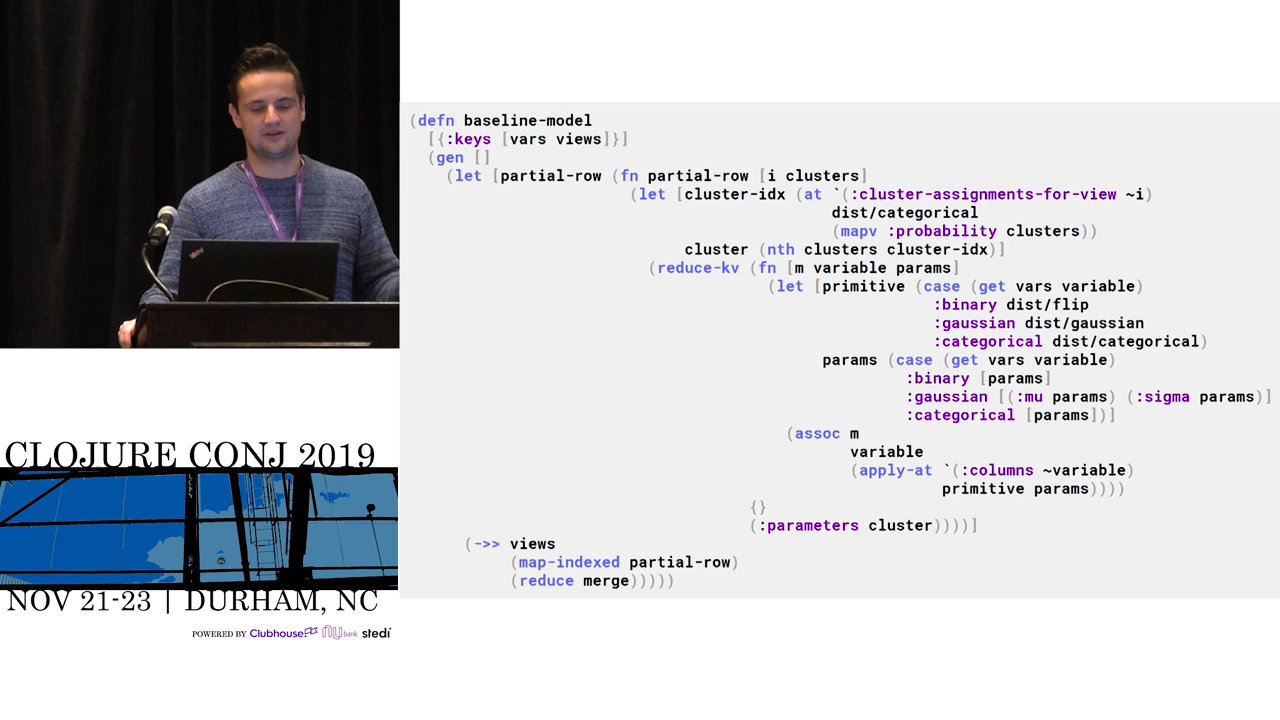 (defn baseline-model
[{:keys [vars views]}]
(gen []
(let [partial-row (fn partial-row [i clusters]
(let [cluster-idx (at `(:cluster-assignments-for-view ~i)
dist/categorical
(mapv :probability clusters))
cluster (nth clusters cluster-idx)]
(reduce-kv (fn [m variable params]
(let [primitive (case (get vars variable)
:binary dist/flip
:gaussian dist/gaussian
:categorical dist/categorical)
params (case (get vars variable)
:binary [params]
:gaussian [(:mu params) (:sigma params)]
:categorical [params])]
(assoc m
variable
(apply-at `(:columns ~variable)
primitive params))))
{}
(:parameters cluster))))]
(->> views
(map-indexed partial-row)
(reduce merge)))))
CLOJURE CONJ 2019
NOV 21-23 | DURHAM, NC
POWERED BY Clubhouse nu bank stedi